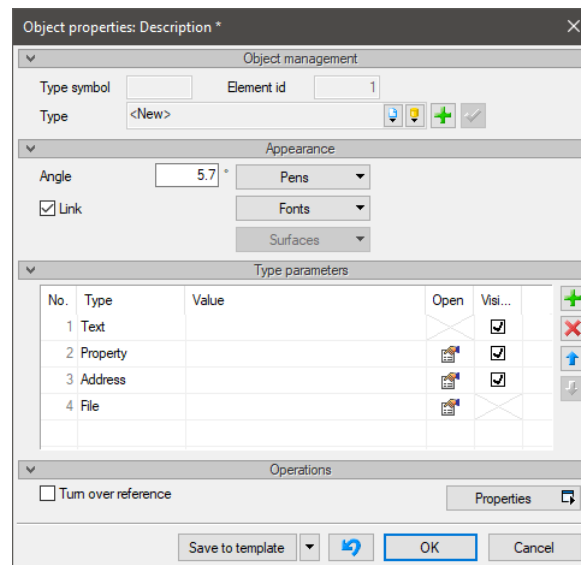 Object properties: Description *
Object management
Type symbol Element id 1
Type <New>
Appearance
Angle 5.7 ° Pens
Link Fonts
Surfaces
Type parameters
No. Type Value Open Visi...
1 Text
2 Property
3 Address
4 File
Operations
Turn over reference Properties
Save to template OK Cancel